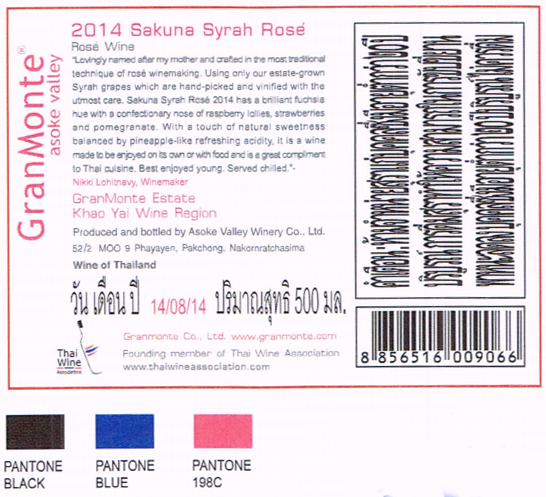 GranMonte®
asoke valley
2014 Sakuna Syrah Rosé
Rosé Wine
"Lovingly named after my mother and crafted in the most traditional
technique of rosé winemaking. Using only our estate-grown
Syrah grapes which are hand-picked and vinified with the
utmost care. Sakuna Syrah Rosé 2014 has a brilliant fuchsia
hue with a confectionary nose of raspberry lollies, strawberries
and pomegranate. With a touch of natural sweetness
balanced by pineapple-like refreshing acidity, it is a wine
made to be enjoyed on its own or with food and is a great compliment
to Thai cuisine. Best enjoyed young. Served chilled."-
Nikki Lohitnavy, Winemaker
GranMonte Estate
Khao Yai Wine Region
Produced and bottled by Asoke Valley Winery Co., Ltd.
52/2 MOO 9 Phayayen, Pakchong, Nakornratchasima
Wine of Thailand
วัน เดือน ปี 14/08/14 ปริมาณสุทธิ 500 มล.
Thai
Wine
Association
Granmonte Co., Ltd. www.granmonte.com
Founding member of Thai Wine Association
www.thaiwineassociation.com
8 856516 009066
PANTONE
BLACK
PANTONE
BLUE
PANTONE
198C